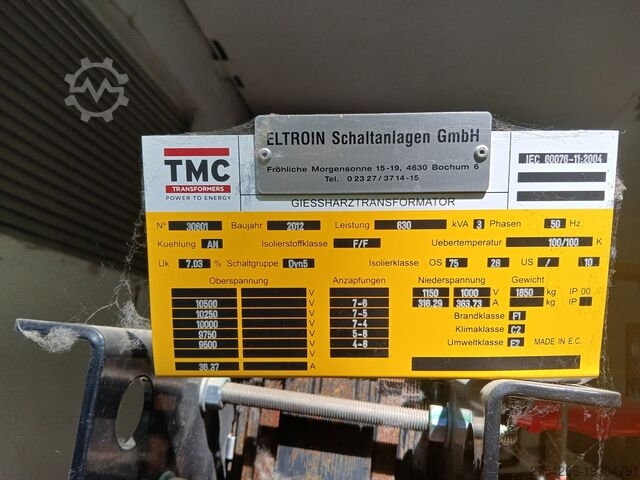 ELTROIN Schaltanlagen GmbH
Fröhliche Morgensonne 15-19, 4630 Bochum 6
Tel. 0 23 27 / 37 14-15
TMC
TRANSFORMERS
POWER TO ENERGY
IEC 60076-11:2004
GIESSHARZTRANSFORMATOR
N° 30801 Baujahr 2012 Leistung 630 kVA 3 Phasen 50 Hz
Kuehlung AN Isolierstoffklasse F/F Uebertemperatur 100/100 K
Uk 7.03 % Schaltgruppe Dyn5 Isolierklasse OS 75 28 US / 10
Oberspannung Anzapfungen Niederspannung Gewicht
V 1150 1000 V 1650 kg IP 00
10500 V 7-6 316.29 363.73 A kg IP
10250 V 7-5 Brandklasse F1
10000 V 7-4 Klimaklasse C2
9750 V 5-8 Umweltklasse E2 MADE IN E.C.
9500 V 4-8
36.37 A
2754206-19004791